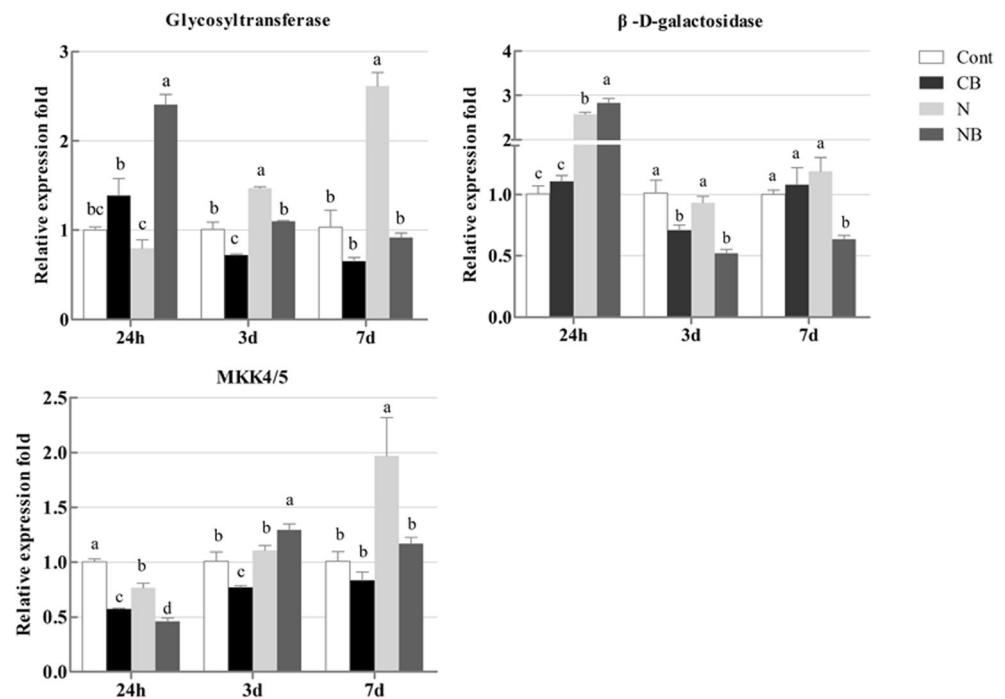 Glycosyltransferase
Relative expression fold
3
2
1
0
bc
b
c
a
b
c
a
b
b
b
a
b
24h
3d
7d
β -D-galactosidase
Relative expression fold
4
3
2
2
1.0
0.5
0.0
c
c
b
a
a
b
a
b
a
a
a
b
24h
3d
7d
Cont
CB
N
NB
MKK4/5
Relative expression fold
2.5
2.0
1.5
1.0
0.5
0.0
a
c
b
d
b
c
b
a
b
b
a
b
24h
3d
7d